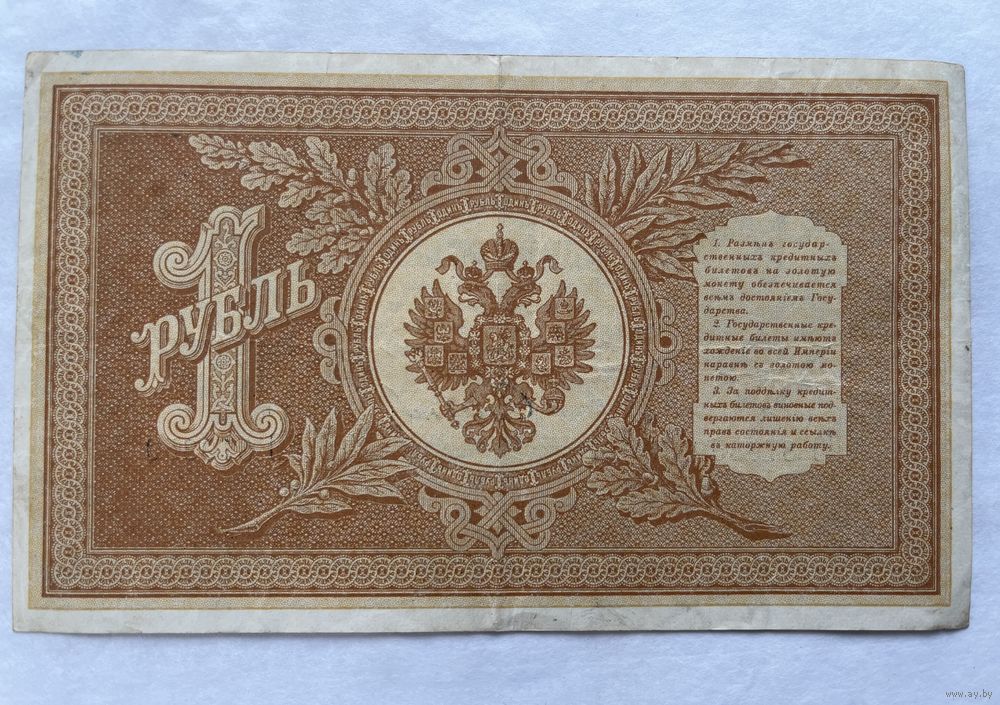 1
РУБЛЬ
1. Размѣнъ государ-
ственныхъ кредитныхъ
билетовъ на золотую
монету обезпечивается
всѣмъ достояніемъ Госу-
дарства.
2. Государственные кре-
дитные билеты имѣютъ
хожденіе во всей Имперіи
наравнѣ съ золотою мо-
нетою.
3. За поддѣлку кредит-
ныхъ билетовъ виновные под-
вергаются лишенію всѣхъ
правъ состоянія и ссылкѣ
въ каторжную работу.
www.ay.by